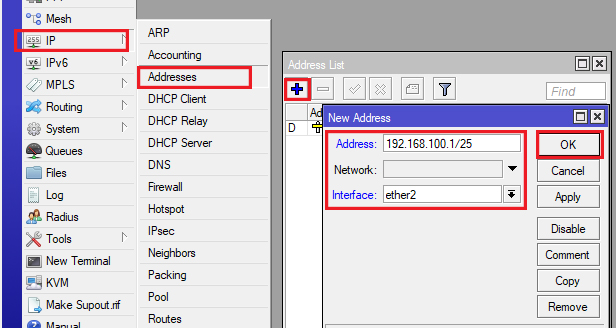 Mesh
255 IP
v6 IPv6
MPLS
Routing
System
Queues
Files
Log
Radius
Tools
New Terminal
KVM
Make Supout.rif
Manual
ARP
Accounting
Addresses
DHCP Client
DHCP Relay
DHCP Server
DNS
Firewall
Hotspot
IPsec
Neighbors
Packing
Pool
Routes
Address List
Find
Ad
D
New Address
Address: 192.168.100.1/25
Network:
Interface: ether2
OK
Cancel
Apply
Disable
Comment
Copy
Remove